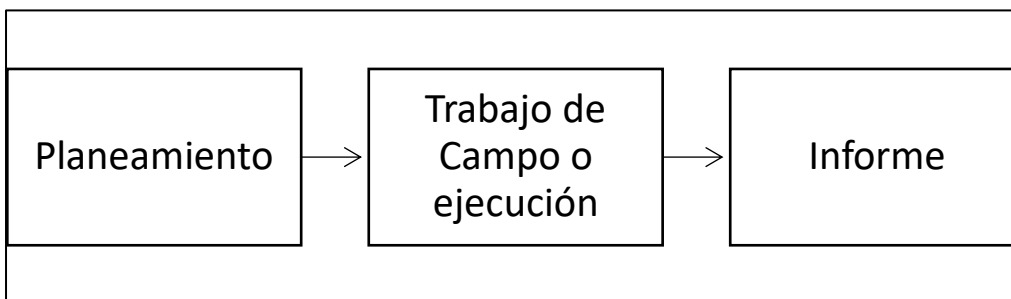 Planeamiento
Trabajo de
Campo o
ejecución
Informe